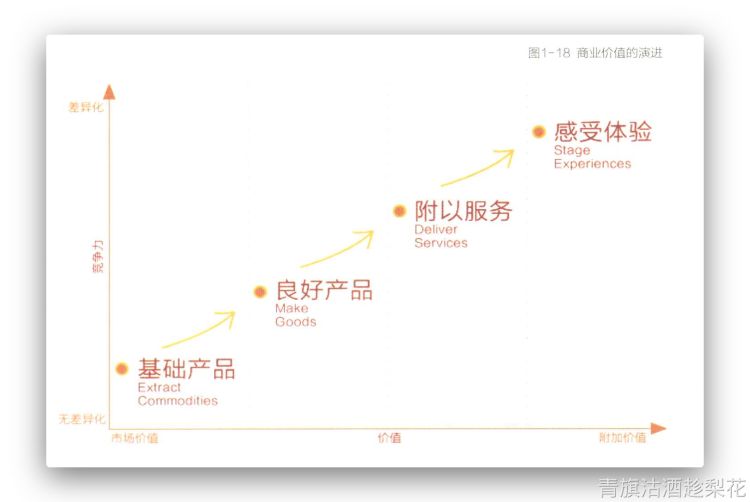 图1-18 商业价值的演进
差异化
感受体验
Stage
Experiences
附以服务
Deliver
Services
竞争力
良好产品
Make
Goods
基础产品
Extract
Commodities
无差异化
市场价值
价值
附加价值
青旗沽酒趁梨花